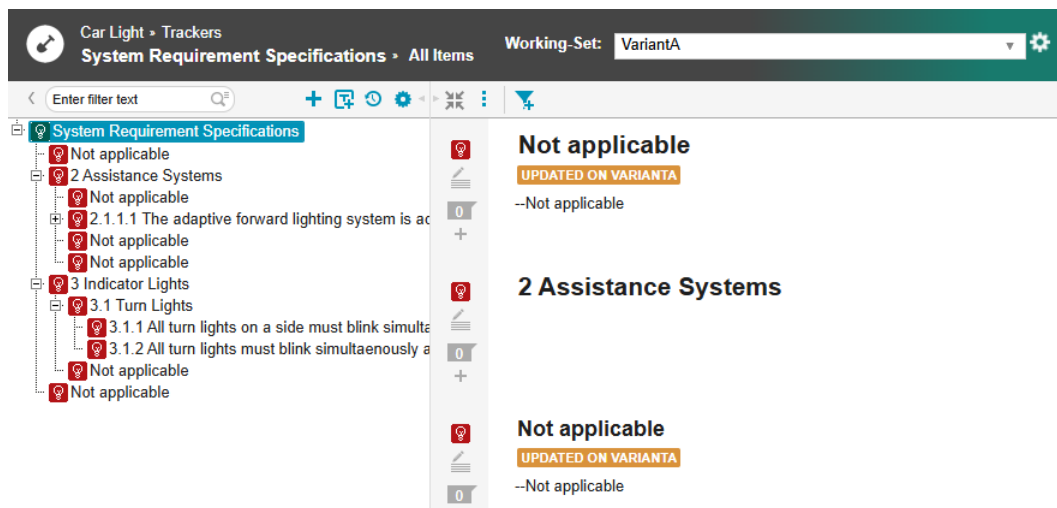 Car Light » Trackers
System Requirement Specifications » All Items
Working-Set: VariantA
Enter filter text
System Requirement Specifications
Not applicable
2 Assistance Systems
Not applicable
2.1.1.1 The adaptive forward lighting system is ac
Not applicable
Not applicable
3 Indicator Lights
3.1 Turn Lights
3.1.1 All turn lights on a side must blink simulta
3.1.2 All turn lights must blink simultaenously a
Not applicable
Not applicable
Not applicable
UPDATED ON VARIANTA
--Not applicable
0
2 Assistance Systems
0
Not applicable
UPDATED ON VARIANTA
--Not applicable
0